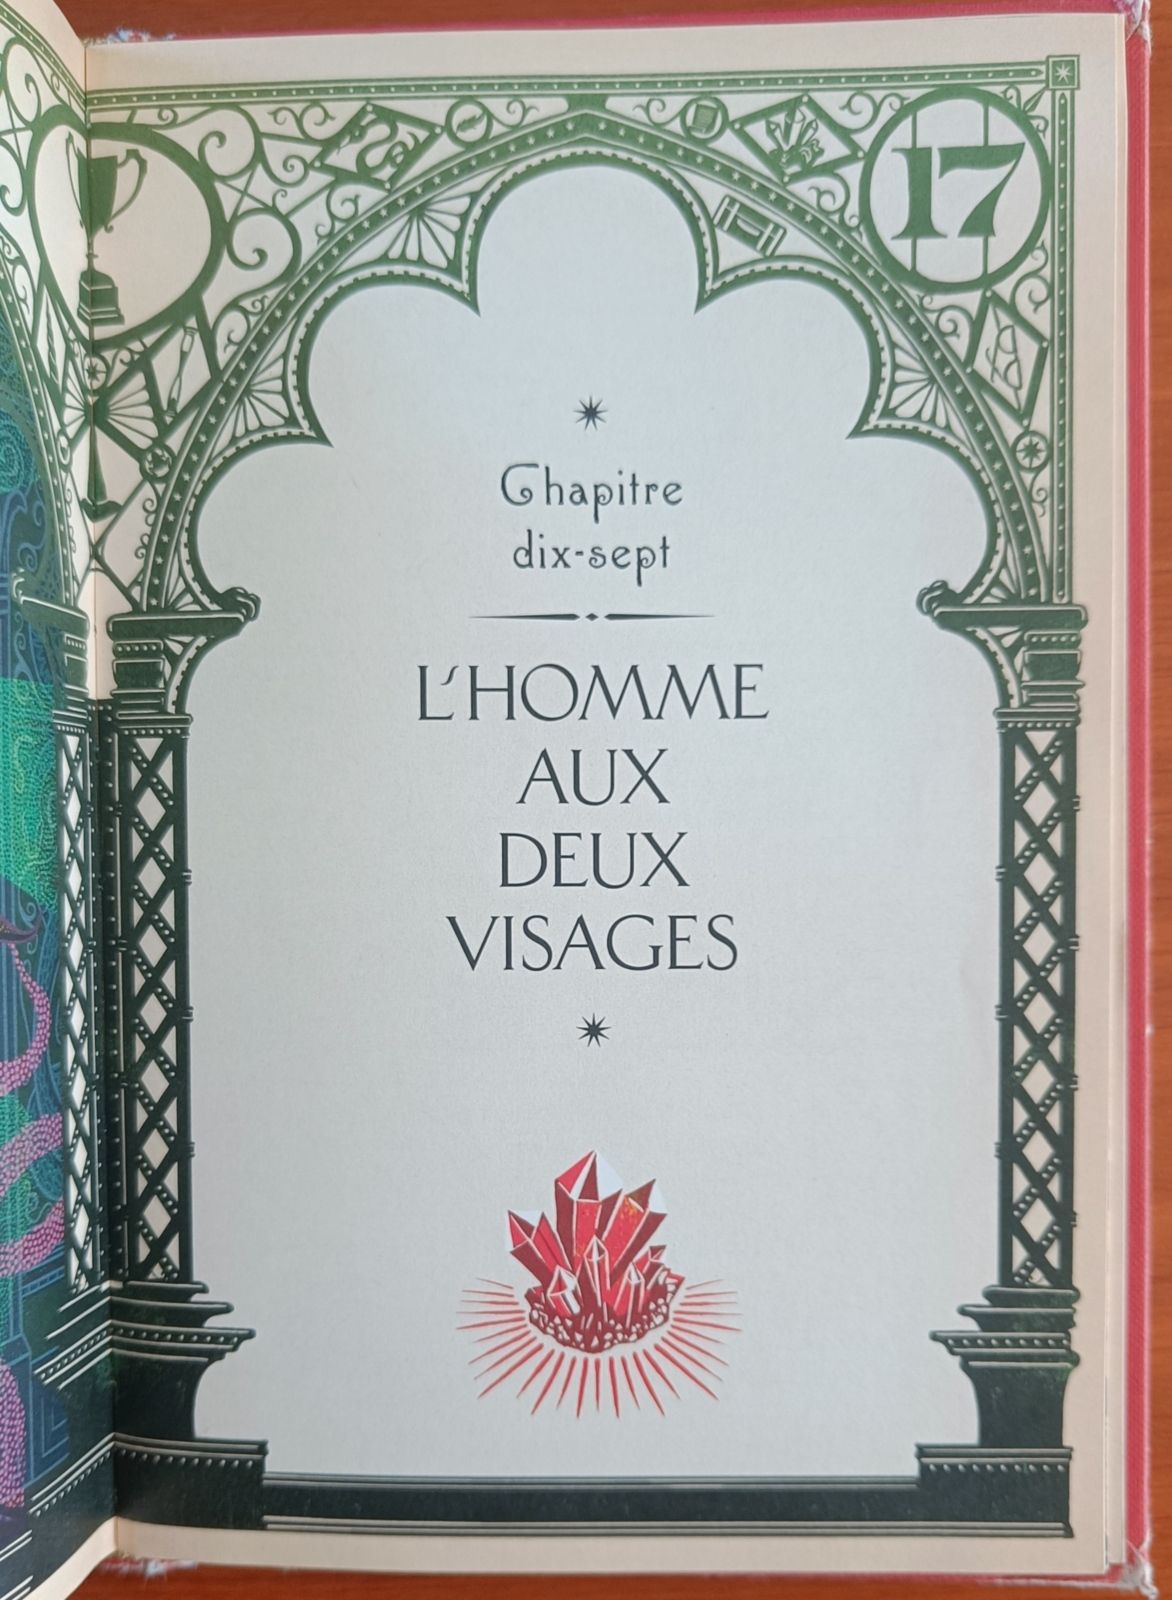 17
Chapitre
dix-sept
L'HOMME
AUX
DEUX
VISAGES